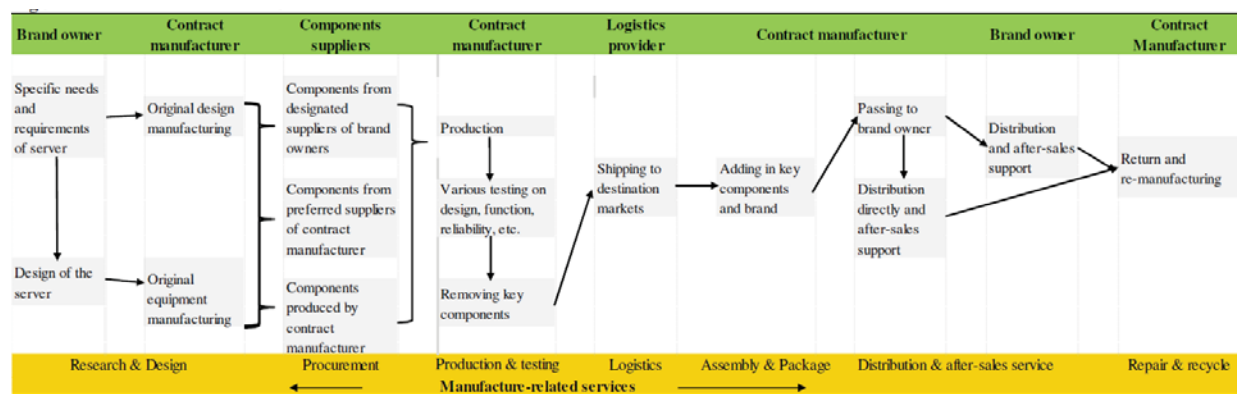 Brand owner
Contract
manufacturer
Components
suppliers
Contract
manufacturer
Logistics
provider
Contract manufacturer
Brand owner
Contract
Manufacturer
Specific needs
and
requirements
of server
Design of the
server
Original design
manufacturing
Original
equipment
manufacturing
Components from
designated
suppliers of brand
owners
Components from
preferred suppliers
of contract
manufacturer
Components
produced by
contract
manufacturer
Production
Various testing on
design, function,
reliability, etc.
Removing key
components
Shipping to
destination
markets
Adding in key
components
and brand
Passing to
brand owner
Distribution
directly and
after-sales
support
Distribution
and after-sales
support
Return and
re-manufacturing
Research & Design
Procurement
Production & testing
Logistics
Assembly & Package
Distribution & after-sales service
Repair & recycle
Manufacture-related services